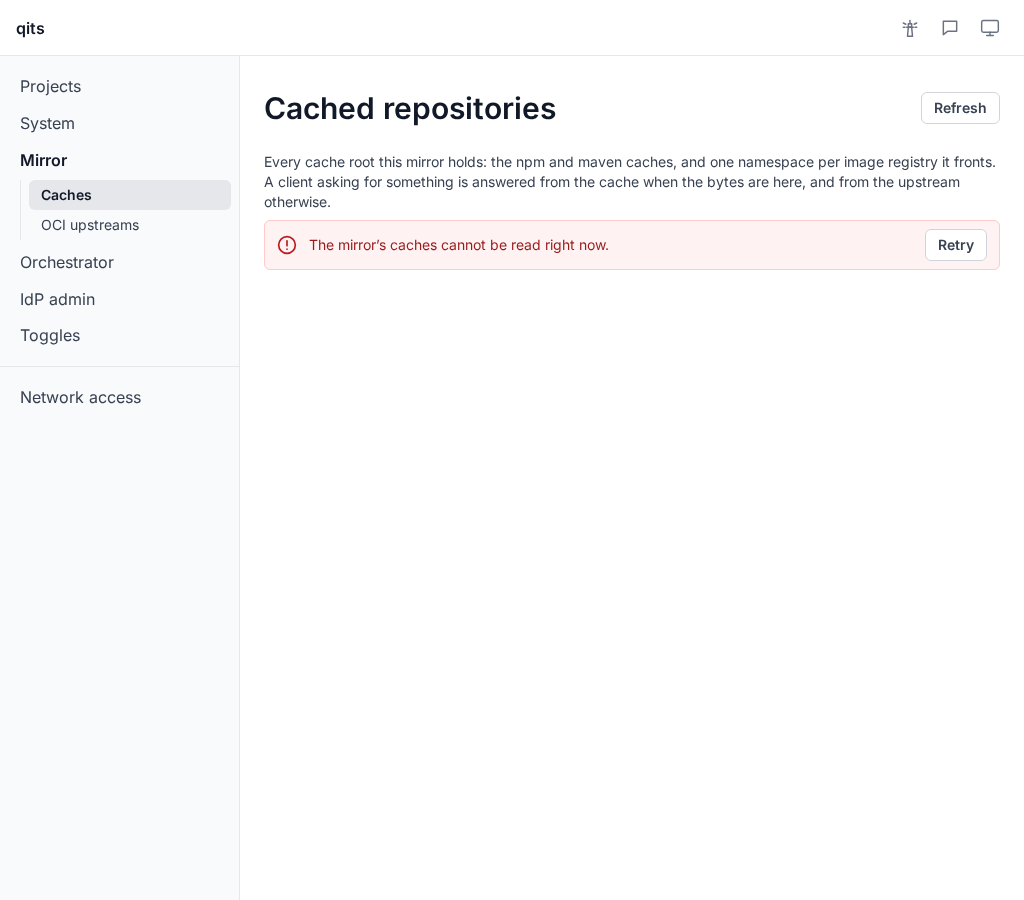 qits
Projects
System
Mirror
Caches
OCI upstreams
Orchestrator
IdP admin
Toggles
Network access
Cached repositories
Refresh
Every cache root this mirror holds: the npm and maven caches, and one namespace per image registry it fronts.
A client asking for something is answered from the cache when the bytes are here, and from the upstream
otherwise.
The mirror’s caches cannot be read right now.
Retry